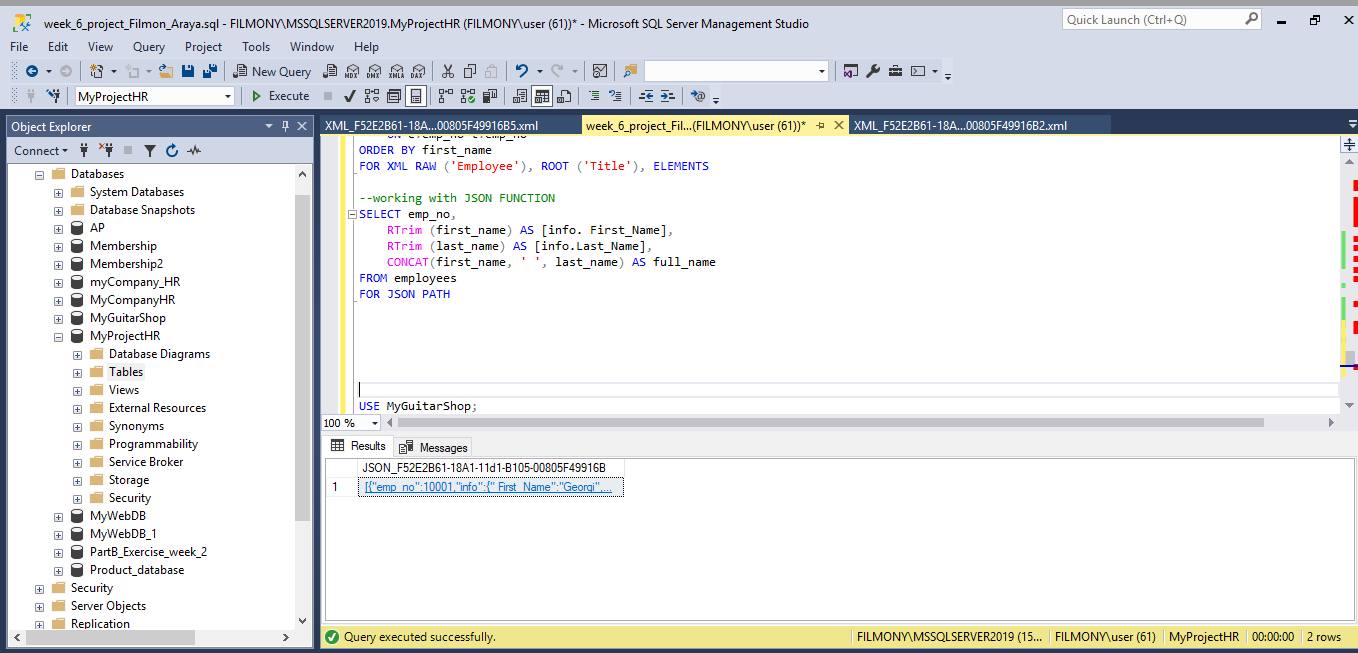 week_6_project_Filmon_Araya.sql - FILMONY\MSSQLSERVER2019.MyProjectHR (FILMONY\user (61))* - Microsoft SQL Server Management Studio
Quick Launch (Ctrl+Q)
File Edit View Query Project Tools Window Help
New Query
MDX DMX XMLA DAX
MyProjectHR
Execute
Object Explorer
Connect
Databases
System Databases
Database Snapshots
AP
Membership
Membership2
myCompany_HR
MyCompanyHR
MyGuitarShop
MyProjectHR
Database Diagrams
Tables
Views
External Resources
Synonyms
Programmability
Service Broker
Storage
Security
MyWebDB
MyWebDB_1
PartB_Exercise_week_2
Product_database
Security
Server Objects
Replication
XML_F52E2B61-18A...00805F49916B5.xml
week_6_project_Fil...(FILMONY\user (61))*
XML_F52E2B61-18A...00805F49916B2.xml
ORDER BY first_name
FOR XML RAW ('Employee'), ROOT ('Title'), ELEMENTS
--working with JSON FUNCTION
SELECT emp_no,
RTrim (first_name) AS [info. First_Name],
RTrim (last_name) AS [info.Last_Name],
CONCAT(first_name, ' ', last_name) AS full_name
FROM employees
FOR JSON PATH
USE MyGuitarShop;
100 %
Results Messages
JSON_F52E2B61-18A1-11d1-B105-00805F49916B
1 [{"emp_no":10001,"info":{" First_Name":"Georgi",...
Query executed successfully.
FILMONY\MSSQLSERVER2019 (15... FILMONY\user (61) MyProjectHR 00:00:00 2 rows